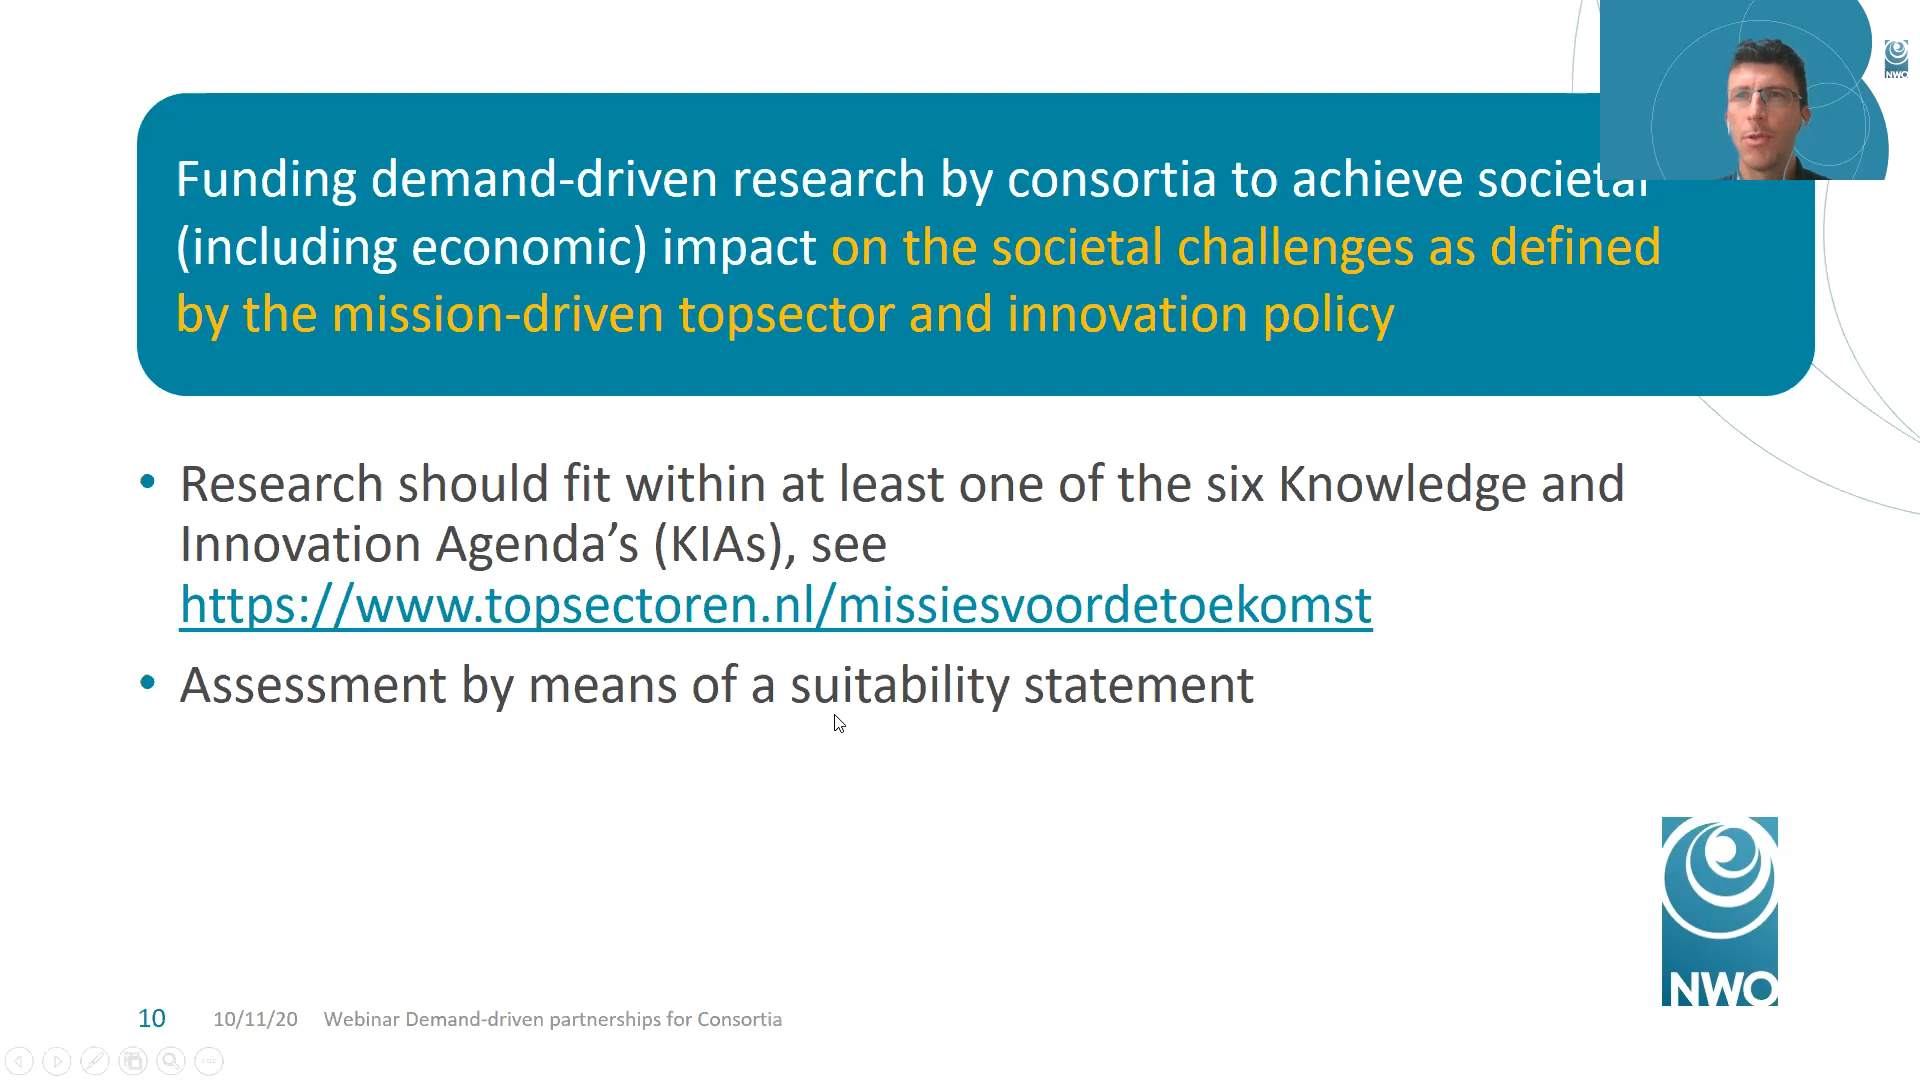 Funding demand-driven research by consortia to achieve societal
(including economic) impact on the societal challenges as defined
by the mission-driven topsector and innovation policy
• Research should fit within at least one of the six Knowledge and
Innovation Agenda’s (KIAs), see
https://www.topsectoren.nl/missiesvoordetoekomst
• Assessment by means of a suitability statement
NWO
NWO
10 10/11/20 Webinar Demand-driven partnerships for Consortia